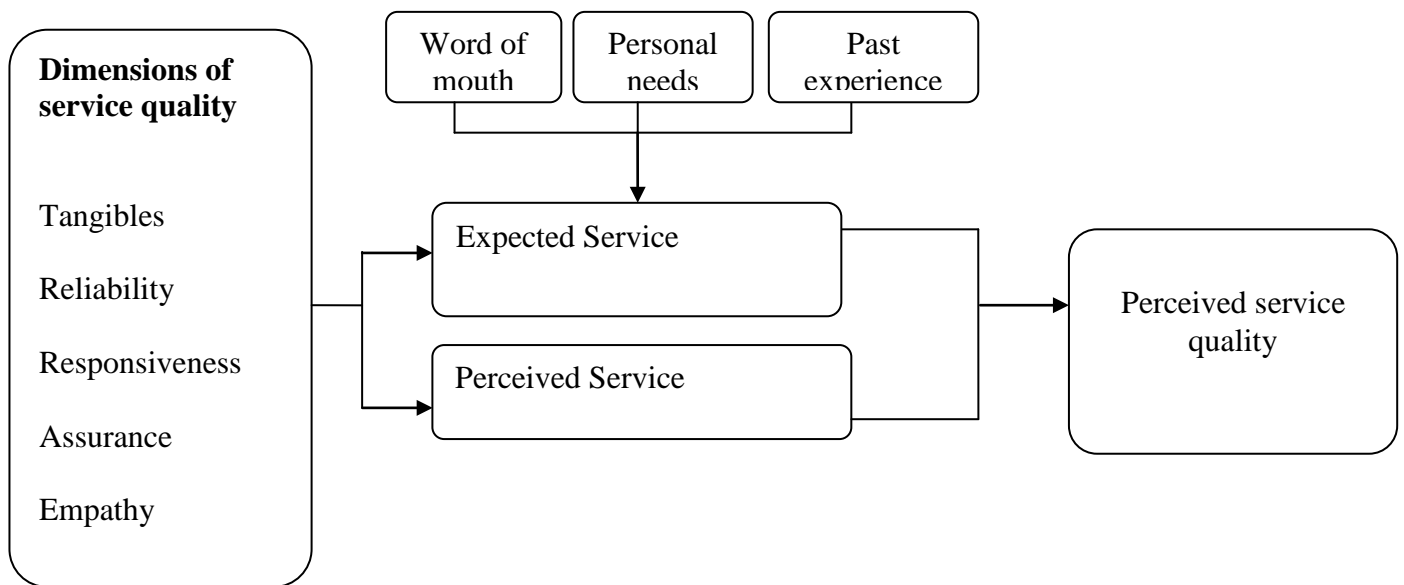 Dimensions of
service quality
Tangibles
Reliability
Responsiveness
Assurance
Empathy
Word of
mouth
Personal
needs
Past
experience
Expected Service
Perceived Service
Perceived service
quality